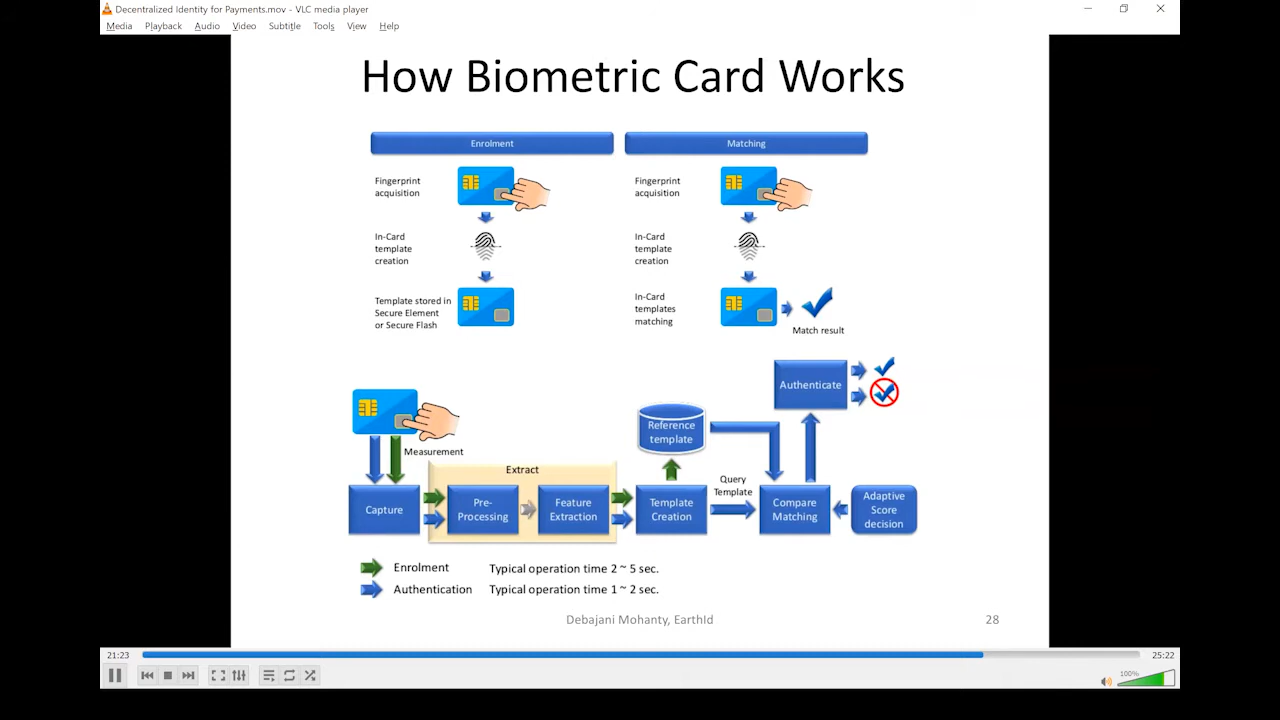 Decentralized Identity for Payments.mov - VLC media player
Media Playback Audio Video Subtitle Tools View Help
How Biometric Card Works
Enrolment
Fingerprint
acquisition
In-Card
template
creation
Template stored in
Secure Element
or Secure Flash
Matching
Fingerprint
acquisition
In-Card
template
creation
In-Card
templates
matching
Match result
Authenticate
Reference
template
Measurement
Extract
Capture
Pre-
Processing
Feature
Extraction
Template
Creation
Query
Template
Compare
Matching
Adaptive
Score
decision
Enrolment Typical operation time 2 ~ 5 sec.
Authentication Typical operation time 1 ~ 2 sec.
Debajani Mohanty, EarthId 28
21:23 25:22
100%